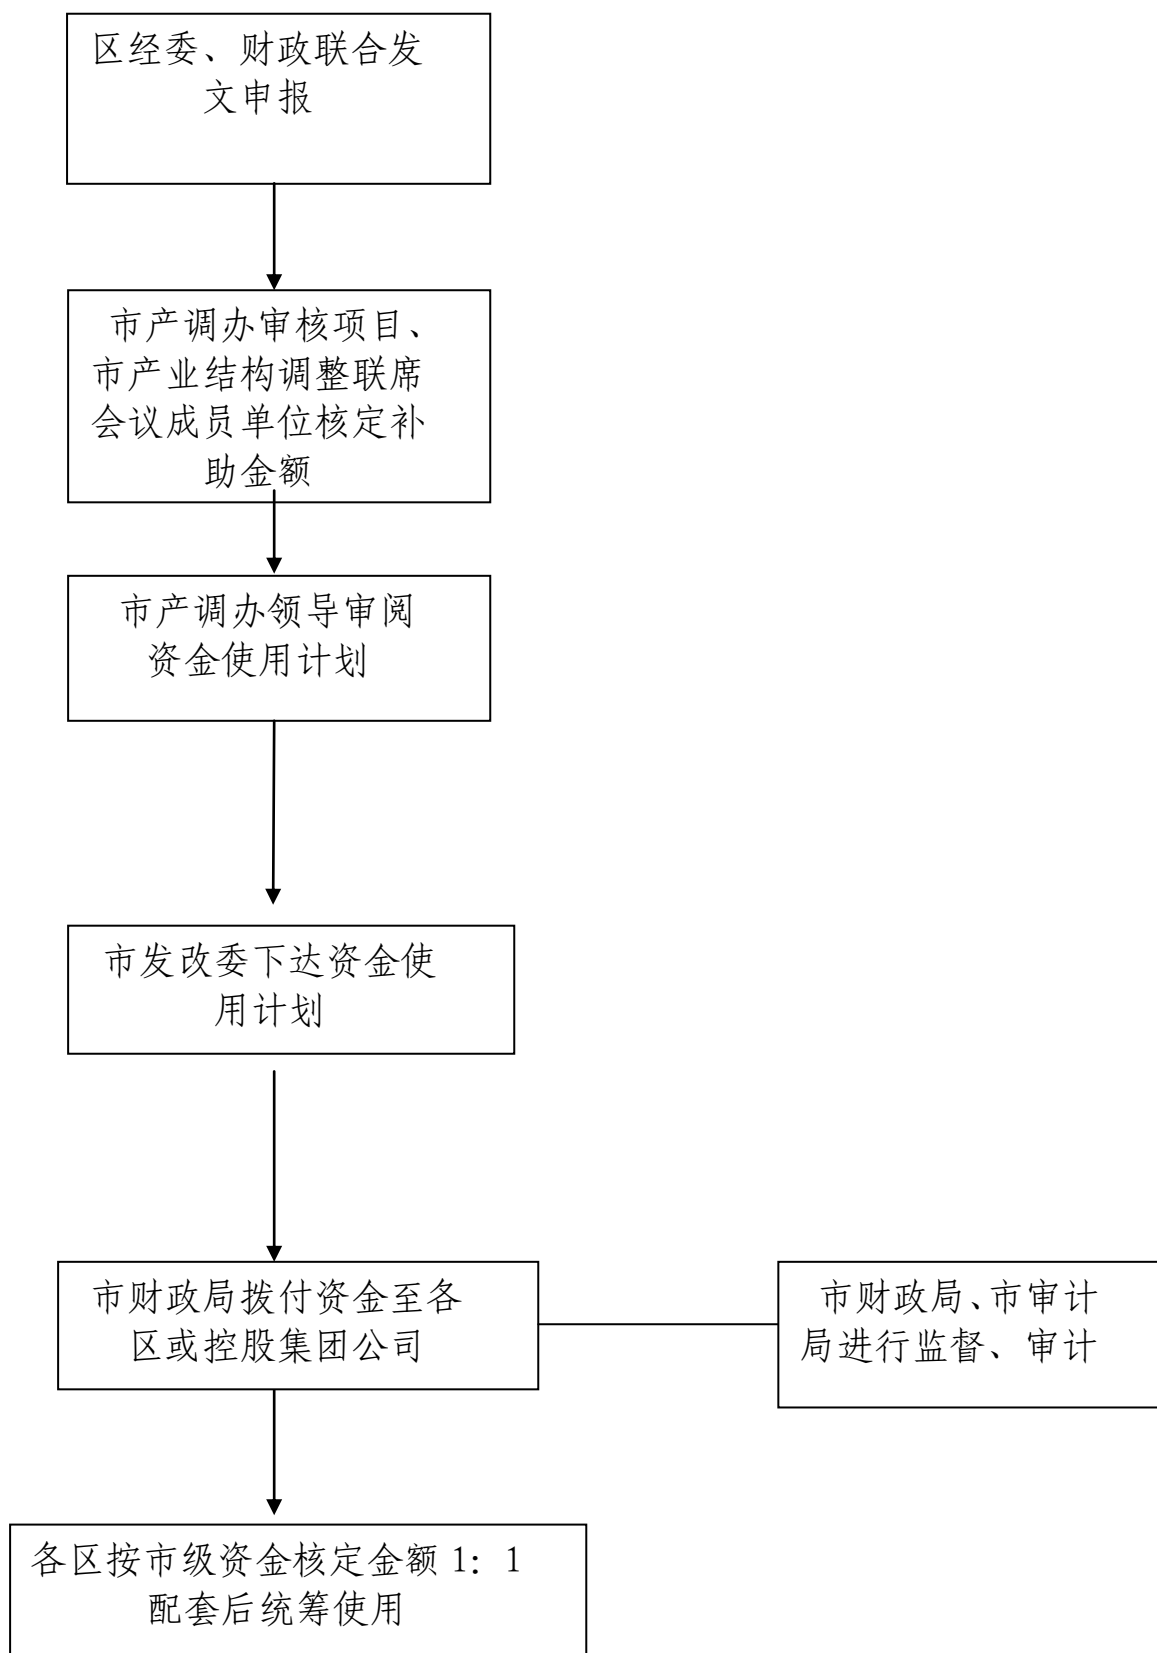 区经委、财政联合发
文申报
市产调办审核项目、
市产业结构调整联席
会议成员单位核定补
助金额
市产调办领导审阅
资金使用计划
市发改委下达资金使
用计划
市财政局拨付资金至各
区或控股集团公司
市财政局、市审计
局进行监督、审计
各区按市级资金核定金额 1：1
配套后统筹使用